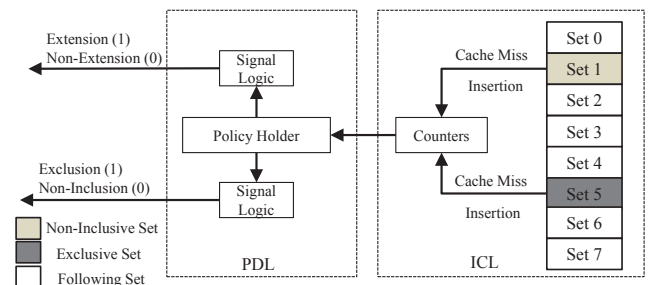 Extension (1)
Non-Extension (0)
Signal
Logic
Policy Holder
Exclusion (1)
Non-Inclusion (0)
Signal
Logic
PDL
Counters
Cache Miss
Insertion
Cache Miss
Insertion
ICL
Set 0
Set 1
Set 2
Set 3
Set 4
Set 5
Set 6
Set 7
Non-Inclusive Set
Exclusive Set
Following Set